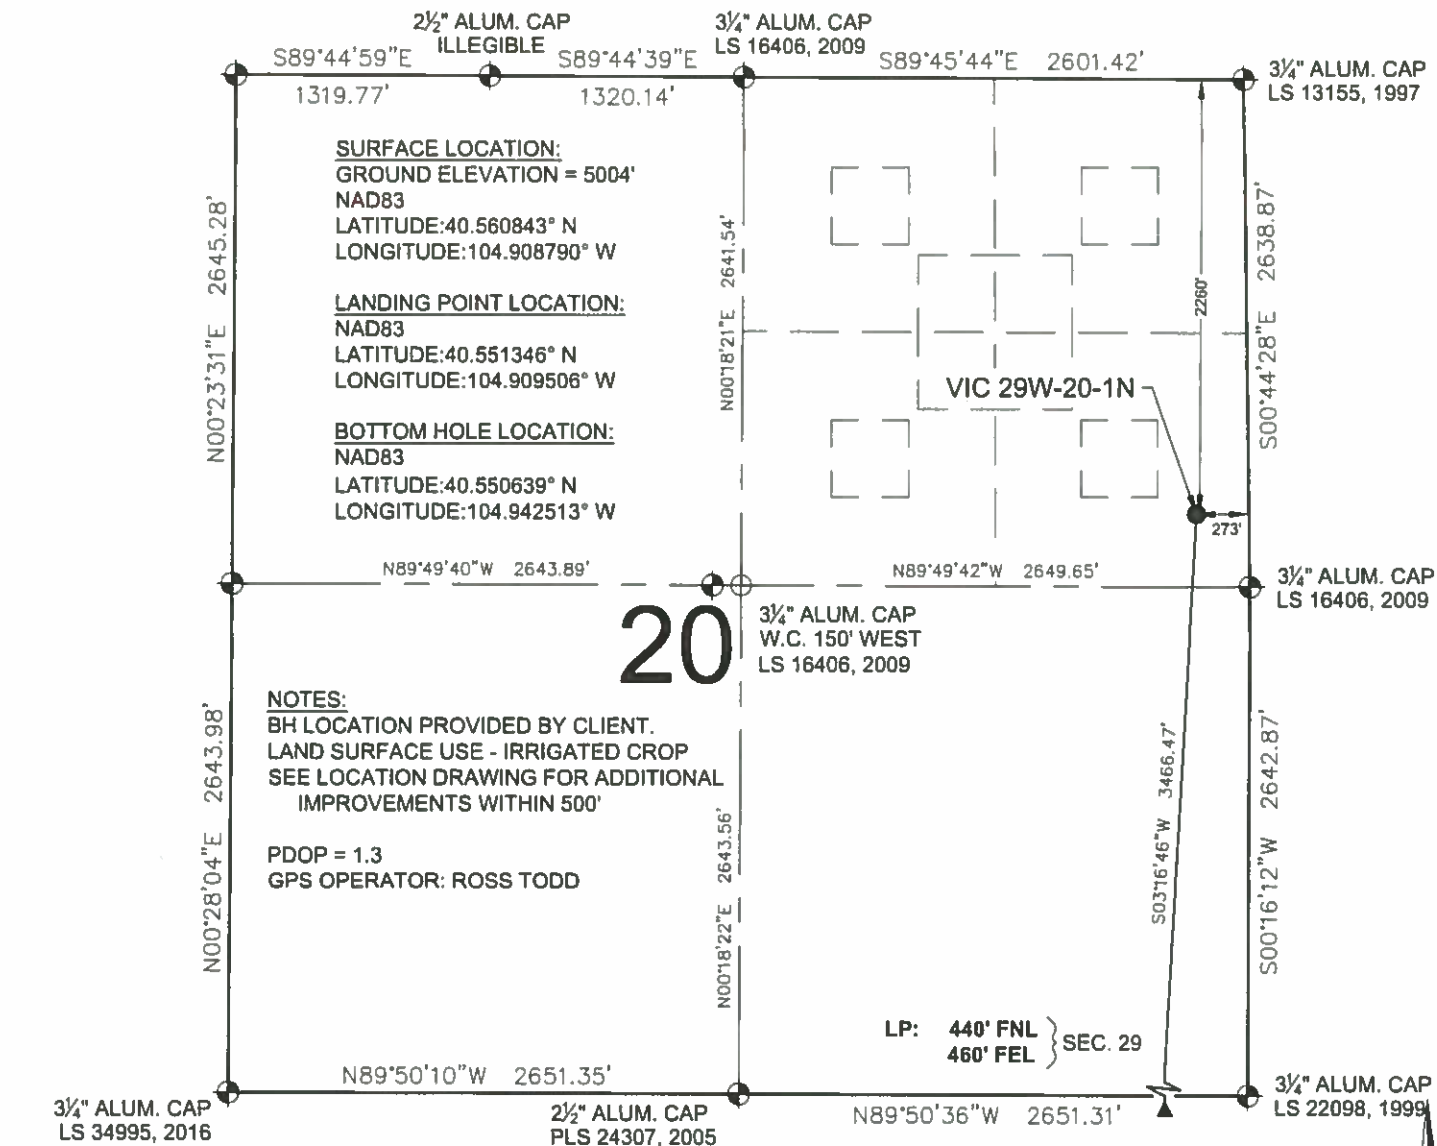 2½" ALUM. CAP
ILLEGIBLE
3¼" ALUM. CAP
LS 16406, 2009
S89°44'59"E
S89°44'39"E
S89°45'44"E 2601.42'
3¼" ALUM. CAP
LS 13155, 1997
1319.77'
1320.14'
SURFACE LOCATION:
GROUND ELEVATION = 5004'
NAD83
LATITUDE:40.560843° N
LONGITUDE:104.908790° W
LANDING POINT LOCATION:
NAD83
LATITUDE:40.551346° N
LONGITUDE:104.909506° W
BOTTOM HOLE LOCATION:
NAD83
LATITUDE:40.550639° N
LONGITUDE:104.942513° W
N00°23'31"E 2645.28'
N00°18'21"E 2641.54'
2260'
S00°44'28"E 2638.87'
VIC 29W-20-1N
273'
N89°49'40"W 2643.89'
N89°49'42"W 2649.65'
3¼" ALUM. CAP
LS 16406, 2009
20
3¼" ALUM. CAP
W.C. 150' WEST
LS 16406, 2009
NOTES:
BH LOCATION PROVIDED BY CLIENT.
LAND SURFACE USE - IRRIGATED CROP
SEE LOCATION DRAWING FOR ADDITIONAL
IMPROVEMENTS WITHIN 500'
PDOP = 1.3
GPS OPERATOR: ROSS TODD
N00°28'04"E 2643.98'
N00°18'22"E 2643.56'
S03°16'46"W 3466.47'
S00°16'12"W 2642.87'
LP: 440' FNL
460' FEL
SEC. 29
N89°50'10"W 2651.35'
N89°50'36"W 2651.31'
3¼" ALUM. CAP
LS 34995, 2016
2½" ALUM. CAP
PLS 24307, 2005
3¼" ALUM. CAP
LS 22098, 1999